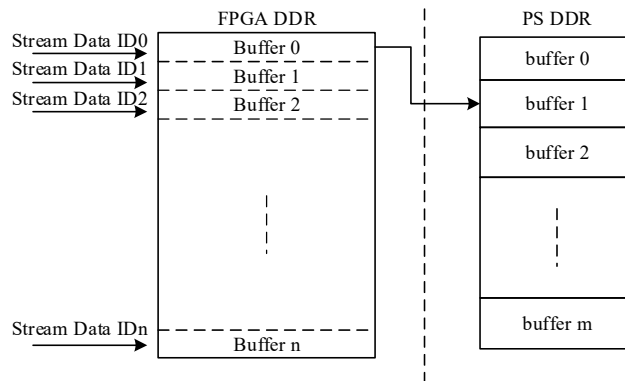 FPGA DDR
PS DDR
Stream Data ID0
Buffer 0
buffer 0
Stream Data ID1
Buffer 1
Stream Data ID2
Buffer 2
buffer 1
buffer 2
Stream Data IDn
Buffer n
buffer m